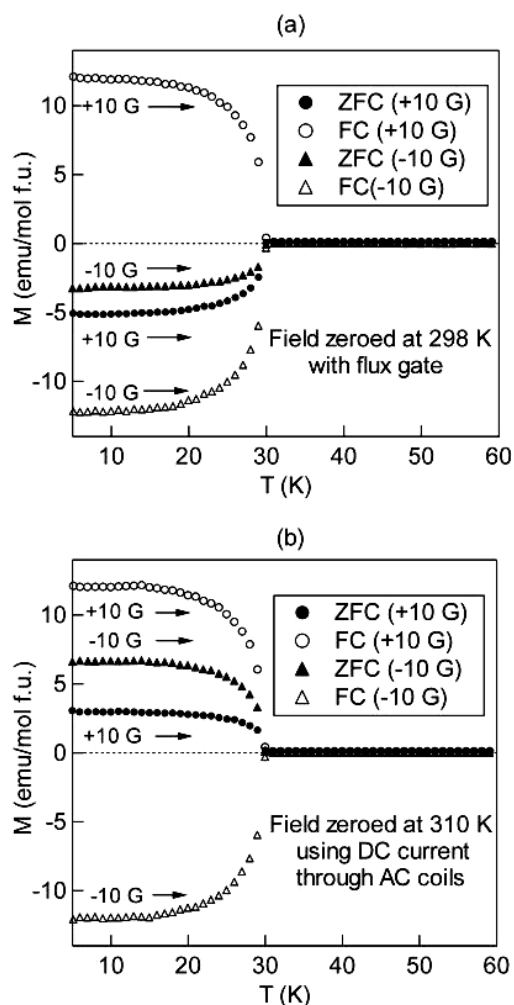 (a)
M (emu/mol f.u.)
10
5
0
-5
-10
+10 G
-10 G
+10 G
-10 G
ZFC (+10 G)
FC (+10 G)
ZFC (-10 G)
FC(-10 G)
Field zeroed at 298 K
with flux gate
10 20 30 40 50 60
T (K)
(b)
M (emu/mol f.u.)
10
5
0
-5
-10
+10 G
-10 G
+10 G
-10 G
ZFC (+10 G)
FC (+10 G)
ZFC (-10 G)
FC (-10 G)
Field zeroed at 310 K
using DC current
through AC coils
10 20 30 40 50 60
T (K)